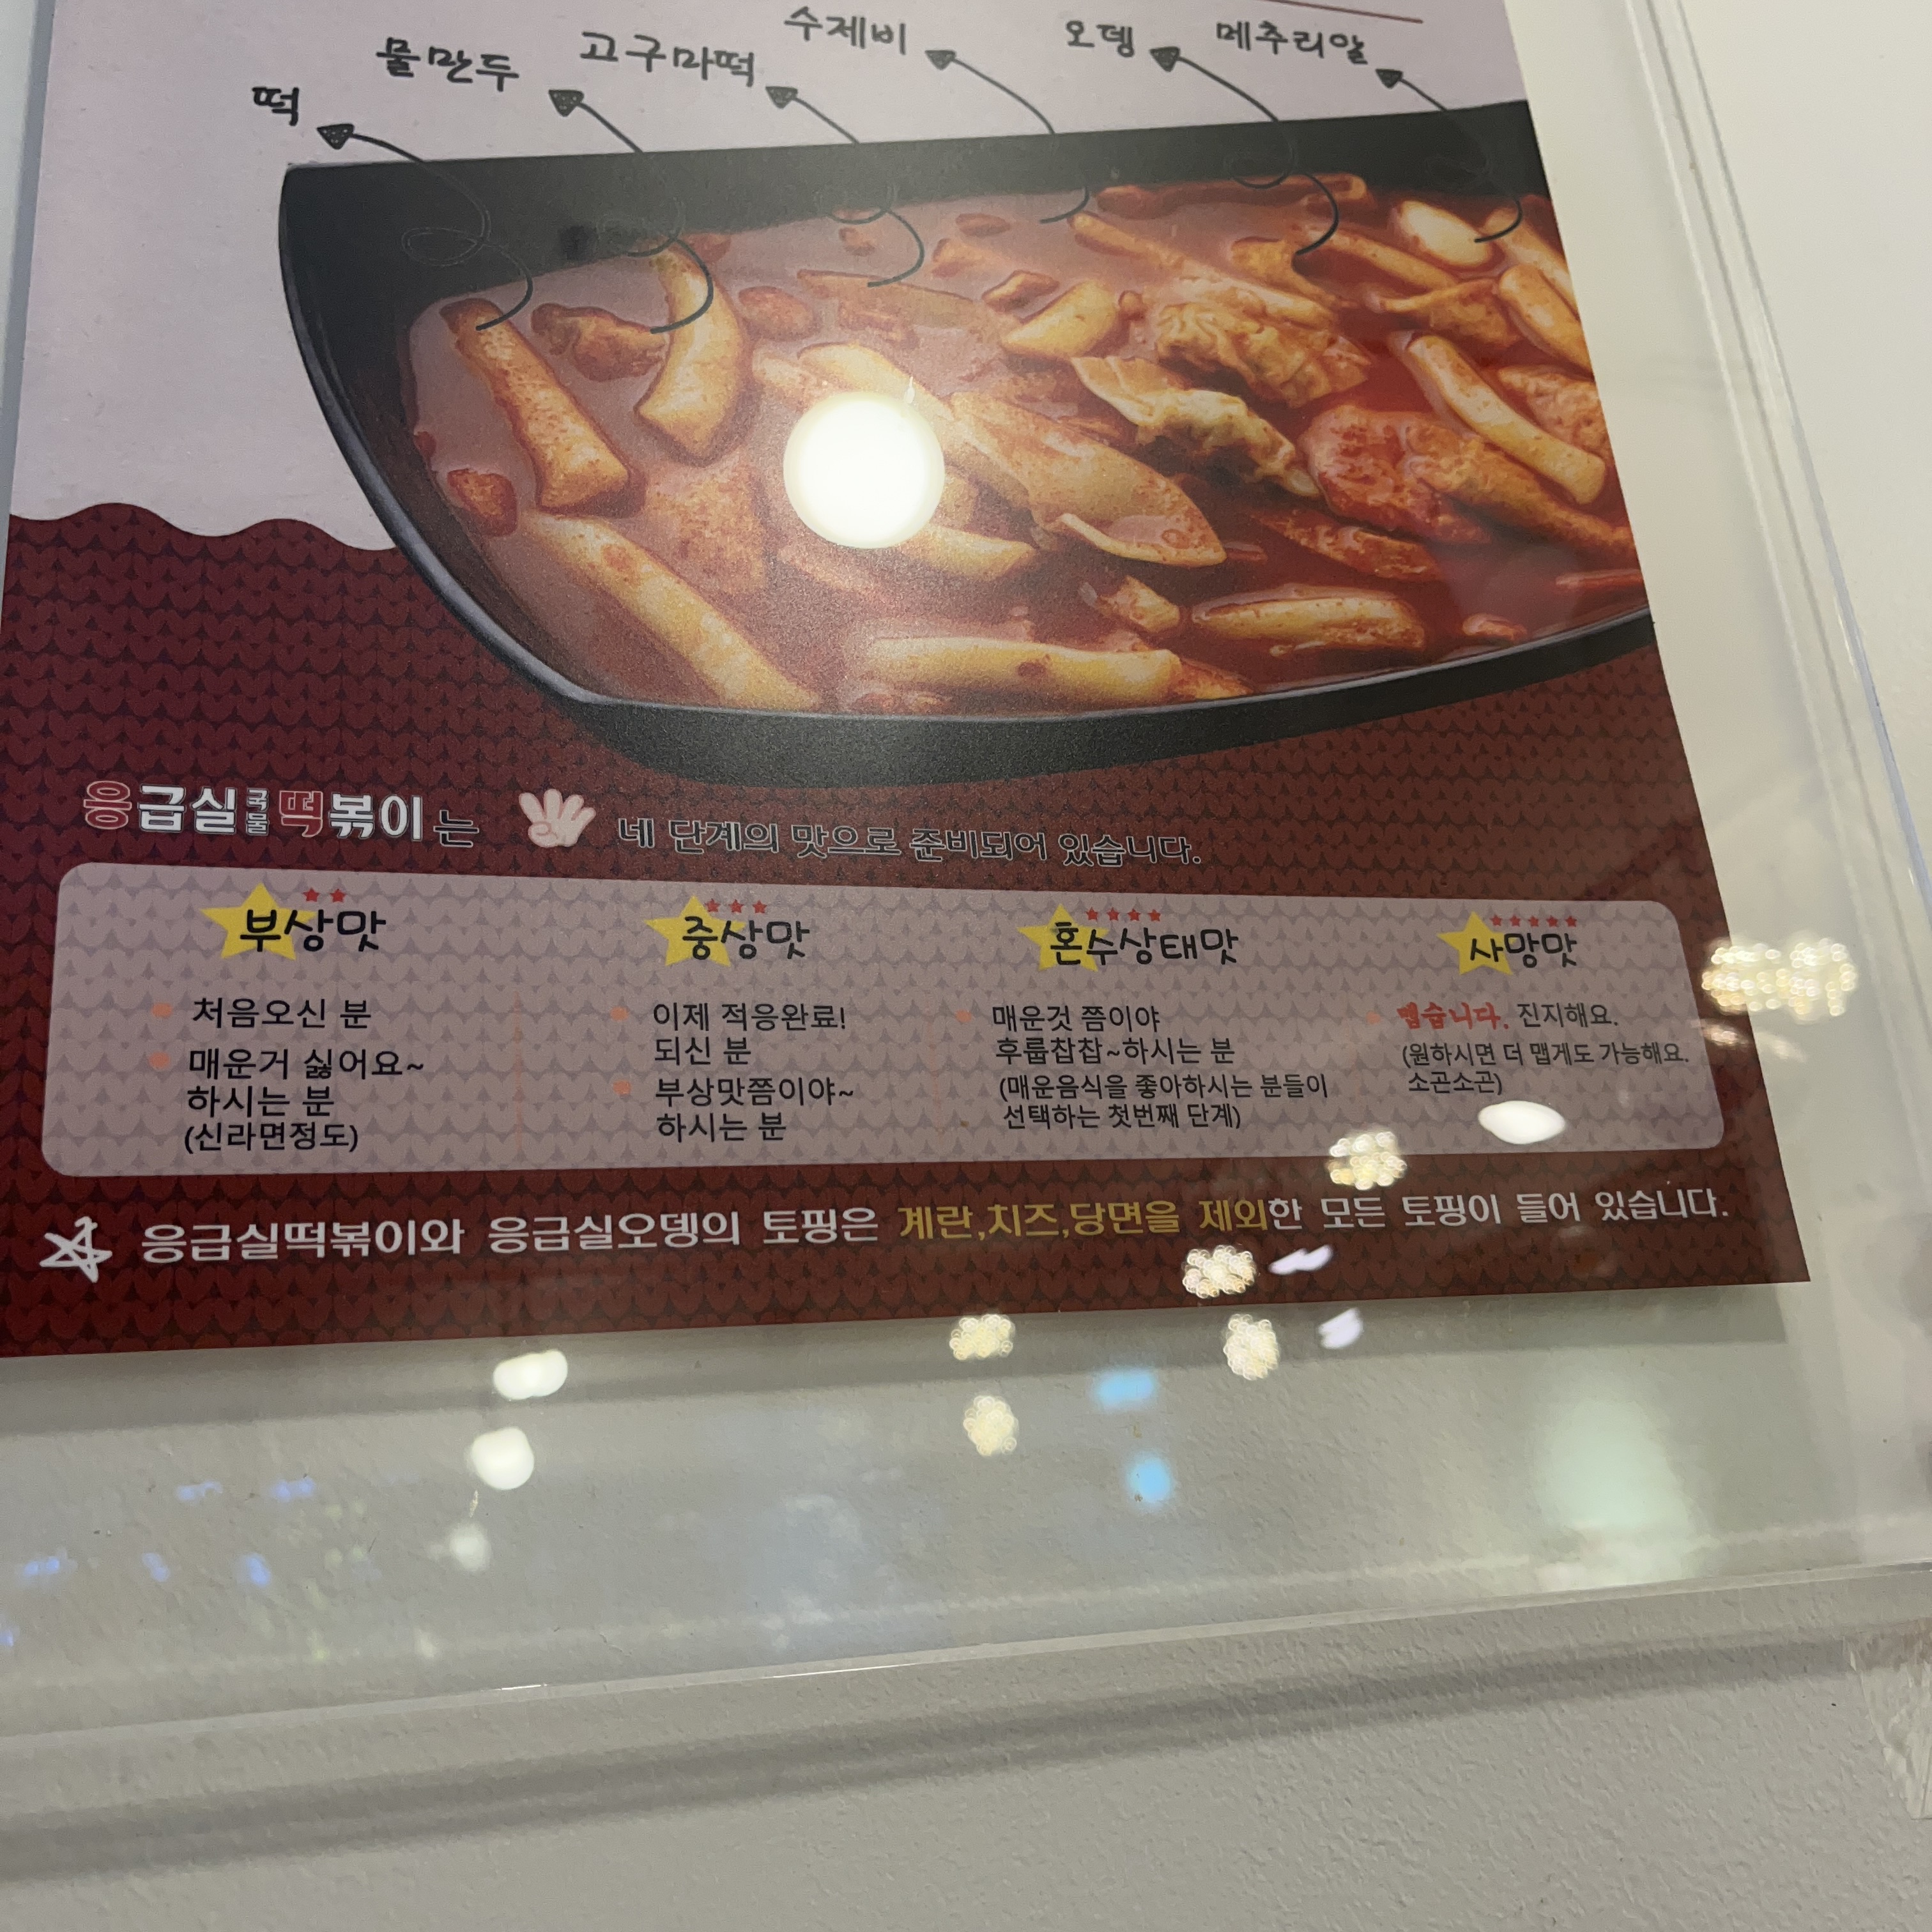 떡
물만두
고구마떡
수제비
오뎅
메추리알
응급실국물떡볶이는 네 단계의 맛으로 준비되어 있습니다.
부상맛
처음오신 분
매운거 싫어요~
하시는 분
(신라면정도)
중상맛
이제 적응완료!
되신 분
부상맛쯤이야~
하시는 분
혼수상태맛
매운것 쯤이야
후룹찹찹~하시는 분
(매운음식을 좋아하시는 분들이
선택하는 첫번째 단계)
사망맛
맵습니다. 진지해요.
(원하시면 더 맵게도 가능해요.
소곤소곤)
응급실떡볶이와 응급실오뎅의 토핑은 계란,치즈,당면을 제외한 모든 토핑이 들어 있습니다.